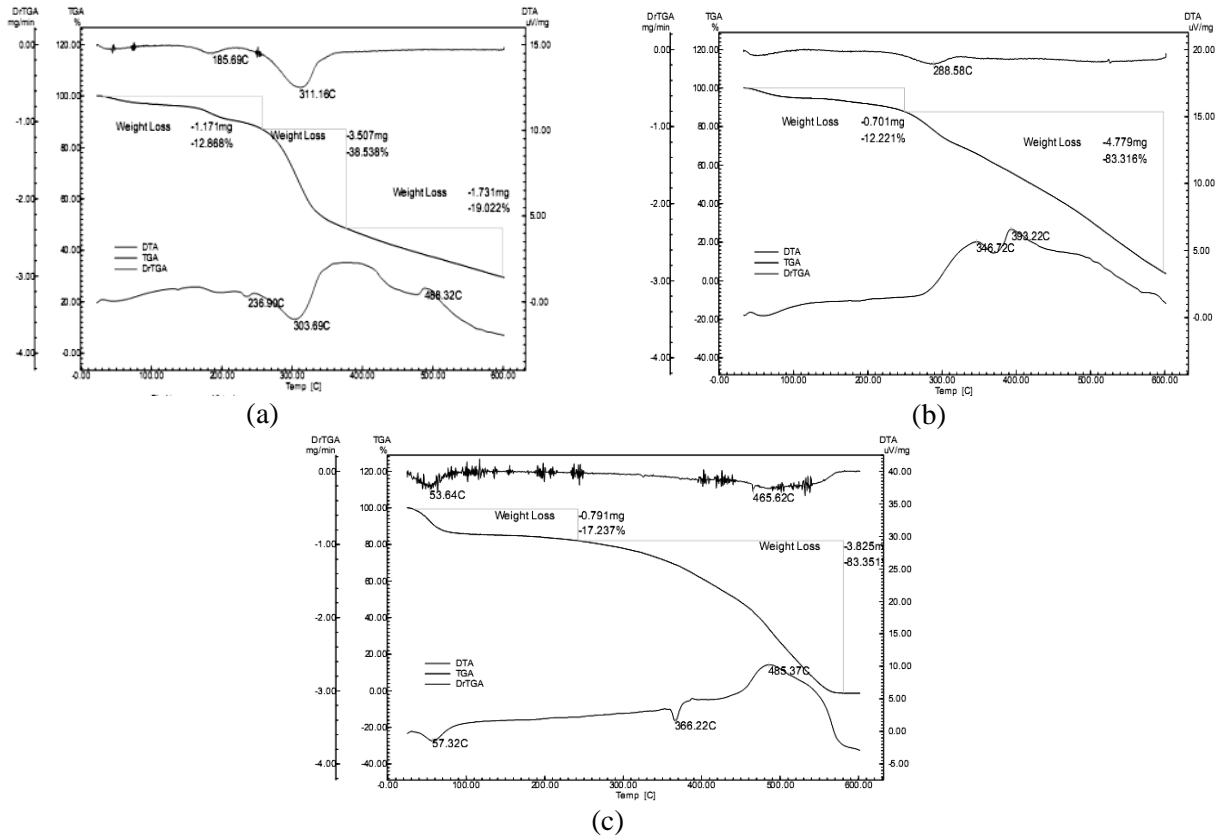 DrTGA TGA DTA
mg/min % uV/mg
0.00 120.00 15.00
185.69C
311.16C
100.00
-1.00 Weight Loss -1.171mg Weight Loss -3.507mg 10.00
-12.868% -38.538%
80.00
Weight Loss -1.731mg
-19.022%
-2.00 60.00
5.00
40.00
DTA
TGA
DrTGA
-3.00
20.00 236.90C 486.32C -0.00
303.69C
-4.00 -0.00
-0.00 100.00 200.00 300.00 400.00 500.00 600.00
Temp [C]
(a)
DrTGA TGA DTA
mg/min % uV/mg
0.00 120.00 20.00
288.58C
100.00
-1.00 Weight Loss -0.701mg 15.00
80.00 -12.221% Weight Loss -4.779mg
-83.316%
60.00
-2.00 10.00
40.00
20.00 393.22C
DTA 346.72C 5.00
TGA
DrTGA
-3.00 0.00
-20.00 0.00
-4.00 -40.00
-0.00 100.00 200.00 300.00 400.00 500.00 600.00
Temp [C]
(b)
DrTGA TGA DTA
mg/min % uV/mg
0.00 120.00 40.00
53.64C 465.62C
100.00 Weight Loss -0.791mg
-17.237% 30.00
-1.00 80.00 Weight Loss -3.825m
-83.351
60.00 20.00
-2.00 40.00
20.00 10.00
DTA 485.37C
TGA
DrTGA
-3.00 0.00 5.00
366.22C
-20.00 57.32C 0.00
-4.00 -40.00 -5.00
-0.00 100.00 200.00 300.00 400.00 500.00 600.00
Temp [C]
(c)